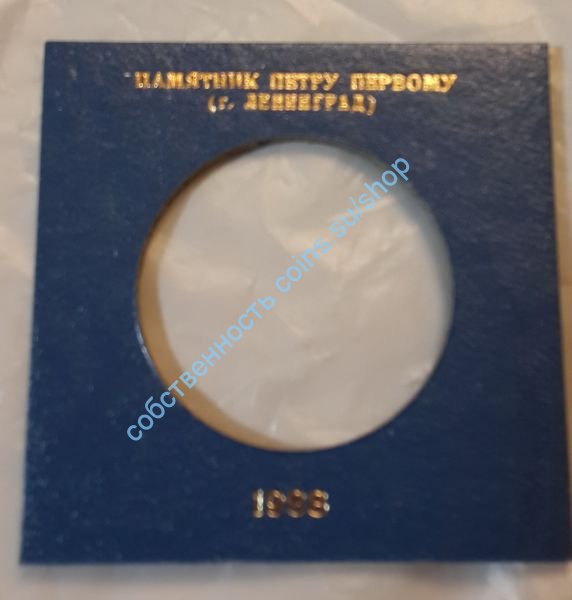 ПАМЯТНИК ПЕТРУ ПЕРВОМУ
(г. ЛЕНИНГРАД)
собственность coins.su/shop
1988